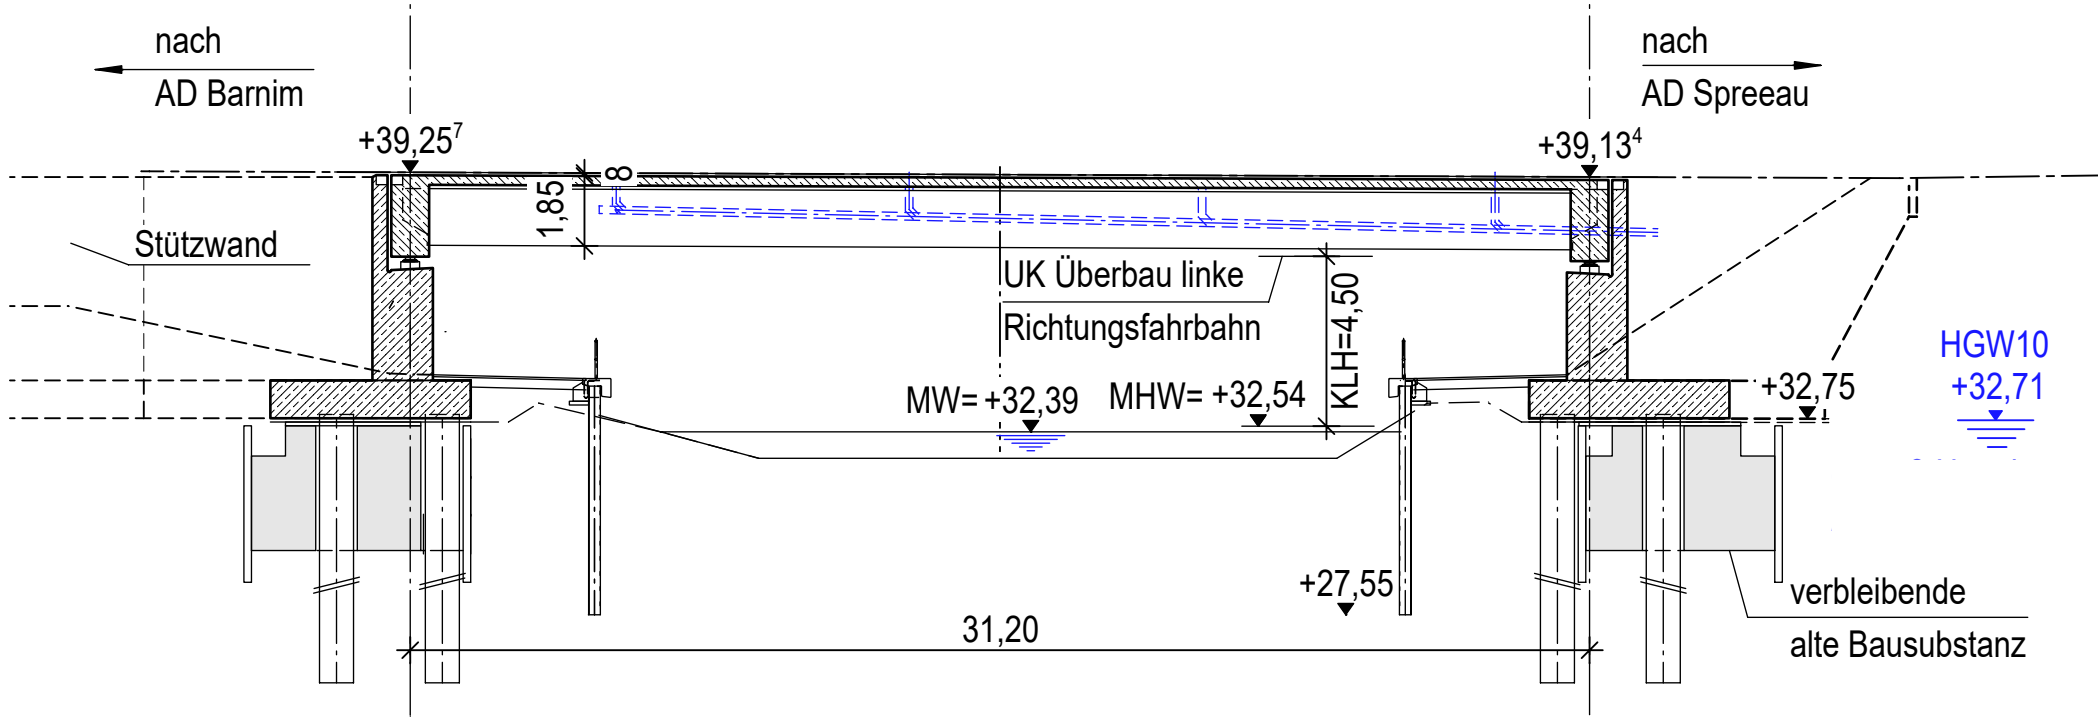 nach
AD Barnim
nach
AD Spreeau
+39,25⁷
+39,13⁴
8
1,85
Stützwand
UK Überbau linke
Richtungsfahrbahn
KLH=4,50
HGW10
+32,71
MW= +32,39
MHW= +32,54
+32,75
+27,55
31,20
verbleibende
alte Bausubstanz